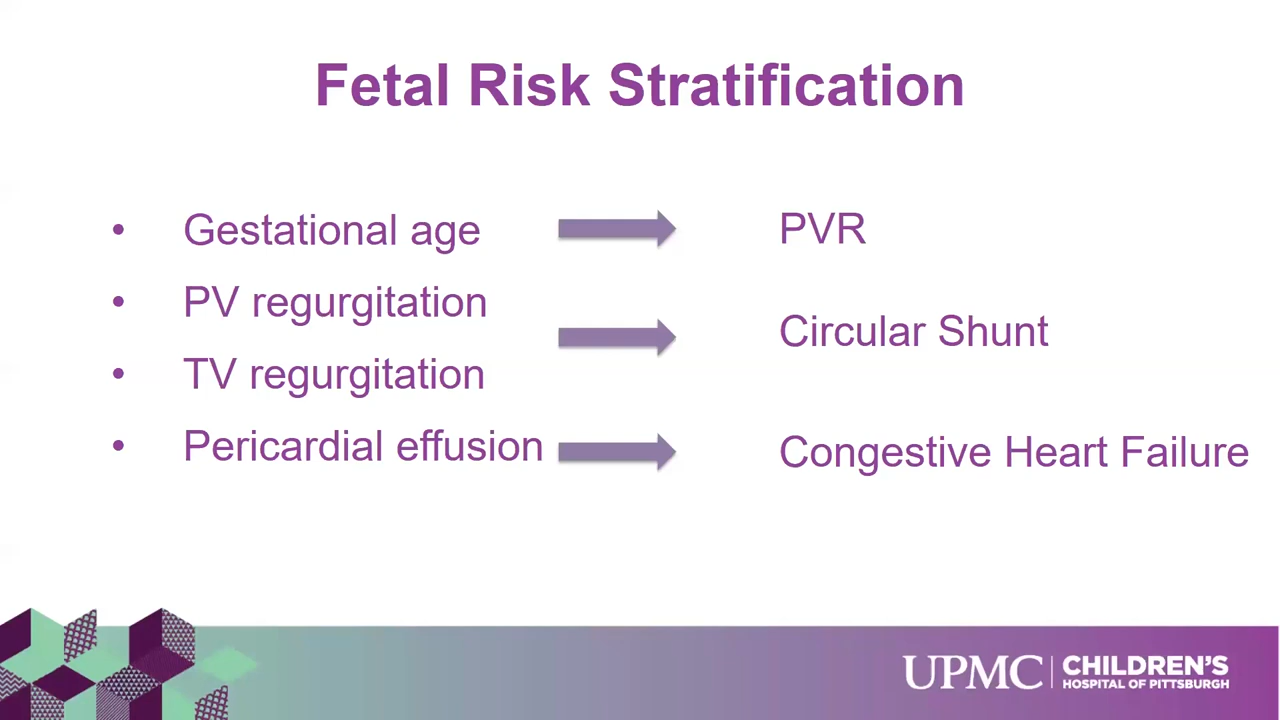 Fetal Risk Stratification
• Gestational age
PVR
• PV regurgitation
Circular Shunt
• TV regurgitation
• Pericardial effusion
Congestive Heart Failure
UPMC
CHILDREN'S
HOSPITAL OF PITTSBURGH